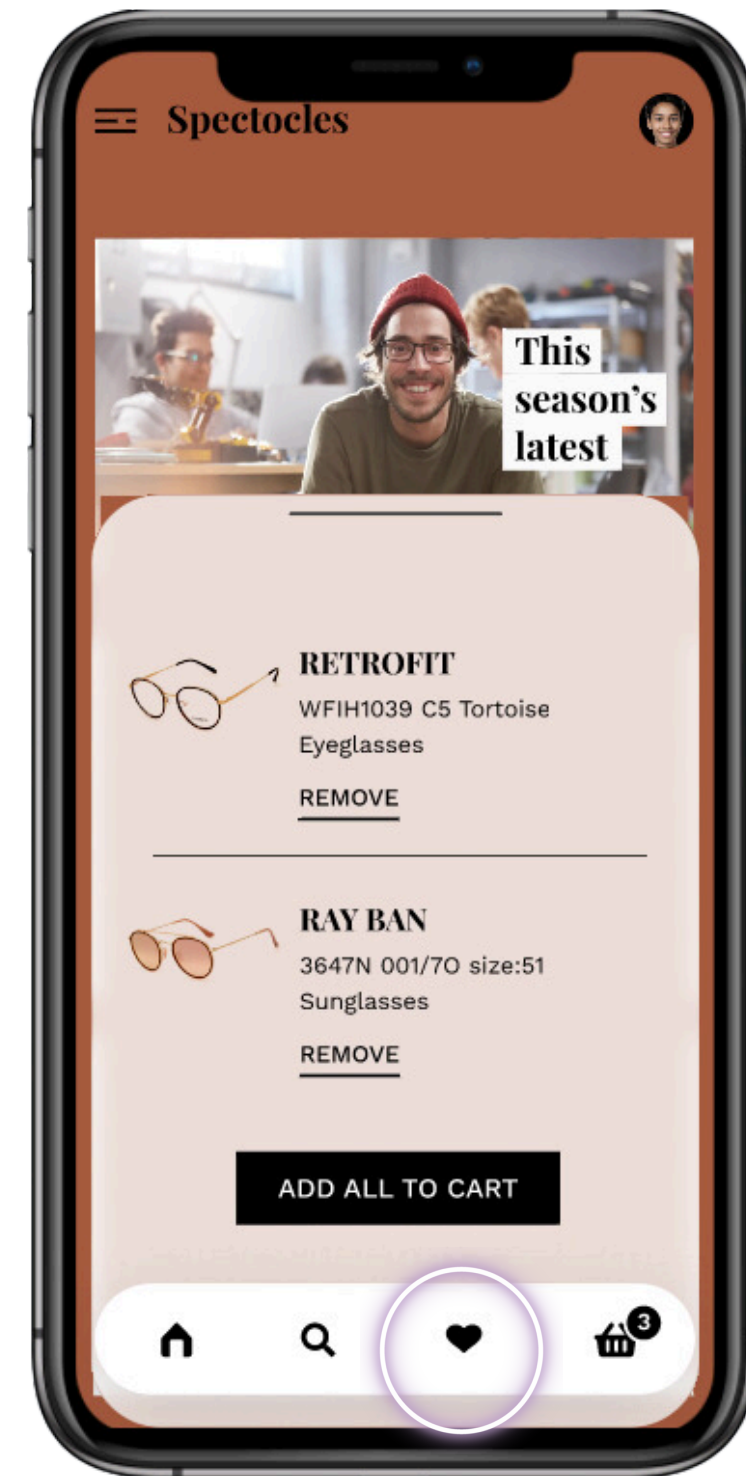 Spectocles
This
season's
latest
RETROFIT
WFIH1039 C5 Tortoise
Eyeglasses
REMOVE
RAY BAN
3647N 001/7O size:51
Sunglasses
REMOVE
ADD ALL TO CART
3